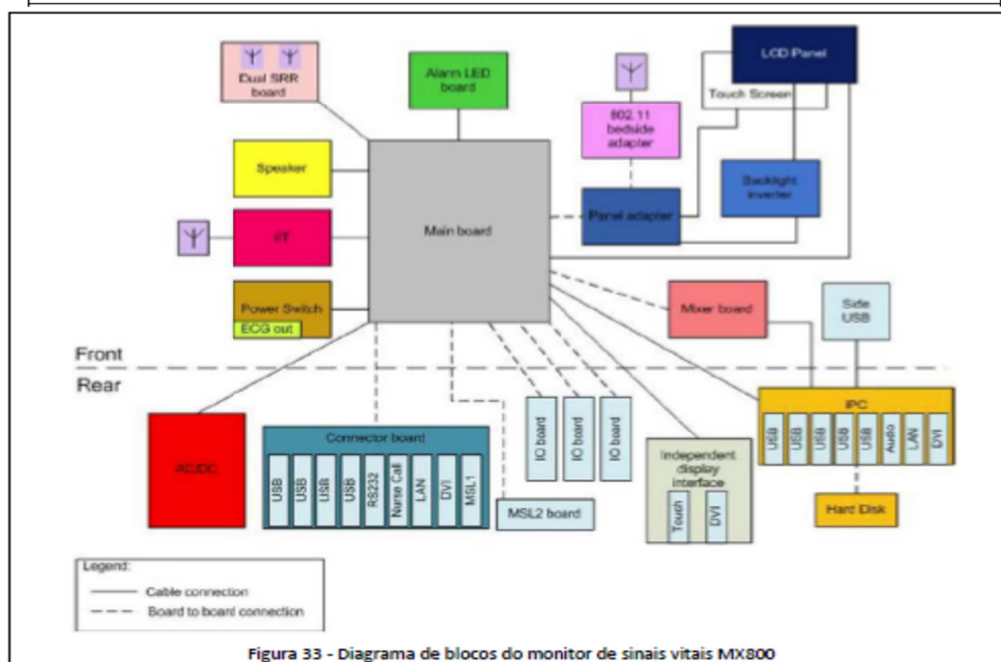 Dual SRR
board
Alarm LED
board
LCD Panel
Touch Screen
802.11
bedside
adapter
Speaker
Main board
Backlight
inverter
Panel adapter
IIT
Power Switch
ECG out
Mixer board
Side
USB
Front
Rear
AC/DC
Connector board
USB
USB
USB
USB
RS232
Nurse Call
LAN
DVI
MSL1
MSL2 board
IO board
IO board
IO board
Independent
display
interface
Touch
DVI
iPC
USB
USB
USB
USB
USB
Audio
LAN
DVI
Hard Disk
Legend:
Cable connection
Board to board connection
Figura 33 - Diagrama de blocos do monitor de sinais vitais MX800